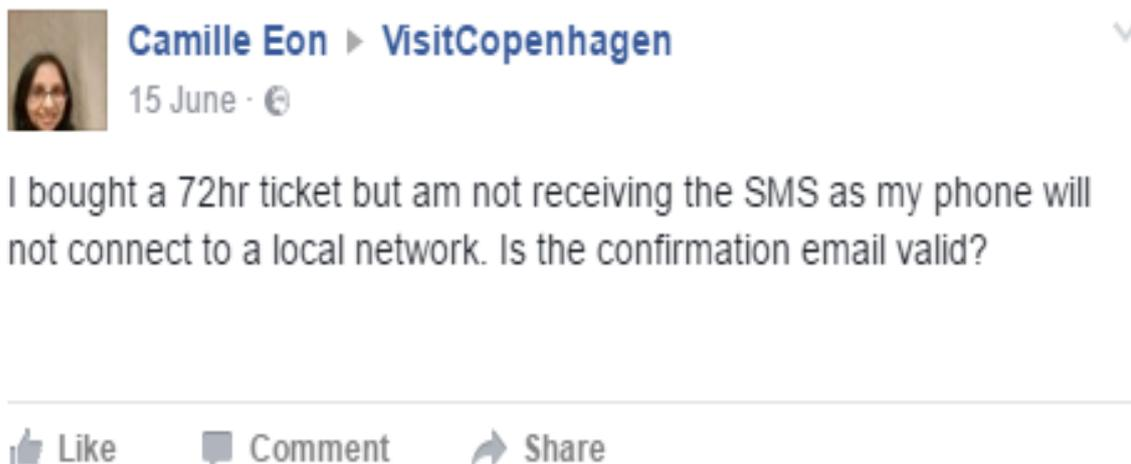 Camille Eon ▸ VisitCopenhagen
15 June ·
I bought a 72hr ticket but am not receiving the SMS as my phone will
not connect to a local network. Is the confirmation email valid?
Like Comment Share